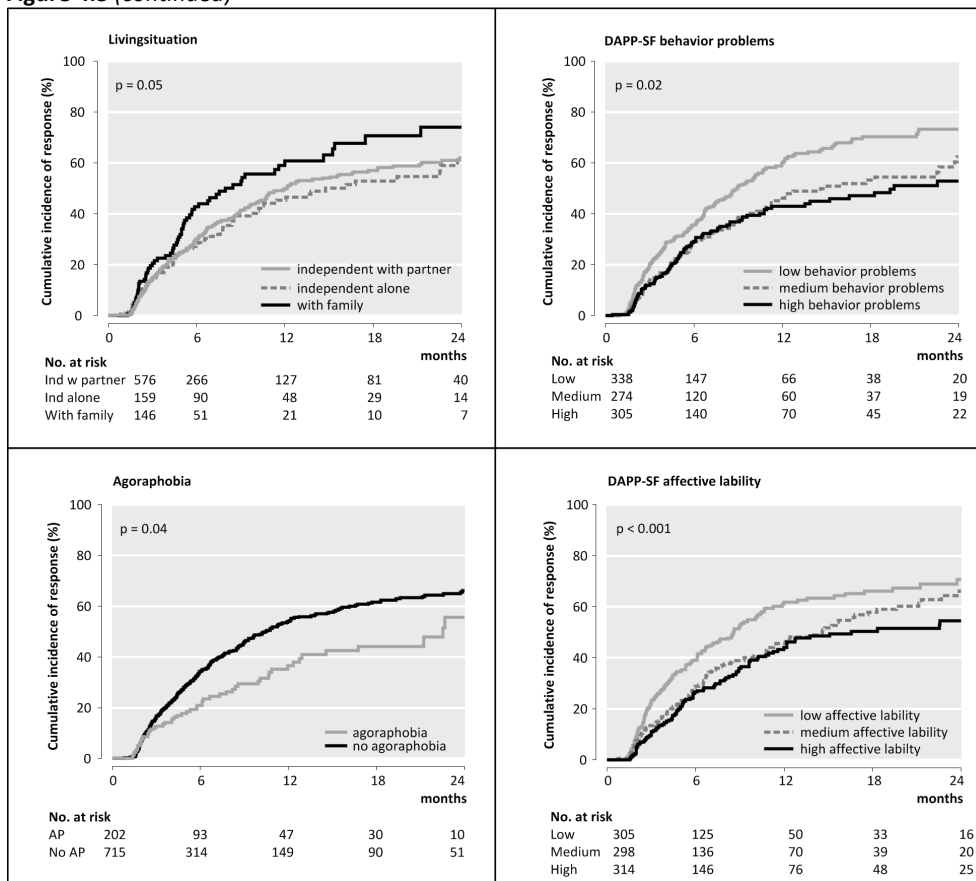 Figure 4.3 (continued)
Livingsituation
Cumulative incidence of response (%)
100
80
60
40
20
0
p = 0.05
independent with partner
independent alone
with family
0 6 12 18 24
months
No. at risk
Ind w partner 576 266 127 81 40
Ind alone 159 90 48 29 14
With family 146 51 21 10 7
DAPP-SF behavior problems
Cumulative incidence of response (%)
100
80
60
40
20
0
p = 0.02
low behavior problems
medium behavior problems
high behavior problems
0 6 12 18 24
months
No. at risk
Low 338 147 66 38 20
Medium 274 120 60 37 19
High 305 140 70 45 22
Agoraphobia
Cumulative incidence of response (%)
100
80
60
40
20
0
p = 0.04
agoraphobia
no agoraphobia
0 6 12 18 24
months
No. at risk
AP 202 93 47 30 10
No AP 715 314 149 90 51
DAPP-SF affective lability
Cumulative incidence of response (%)
100
80
60
40
20
0
p < 0.001
low affective lability
medium affective lability
high affective labilty
0 6 12 18 24
months
No. at risk
Low 305 125 50 33 16
Medium 298 136 70 39 20
High 314 146 76 48 25